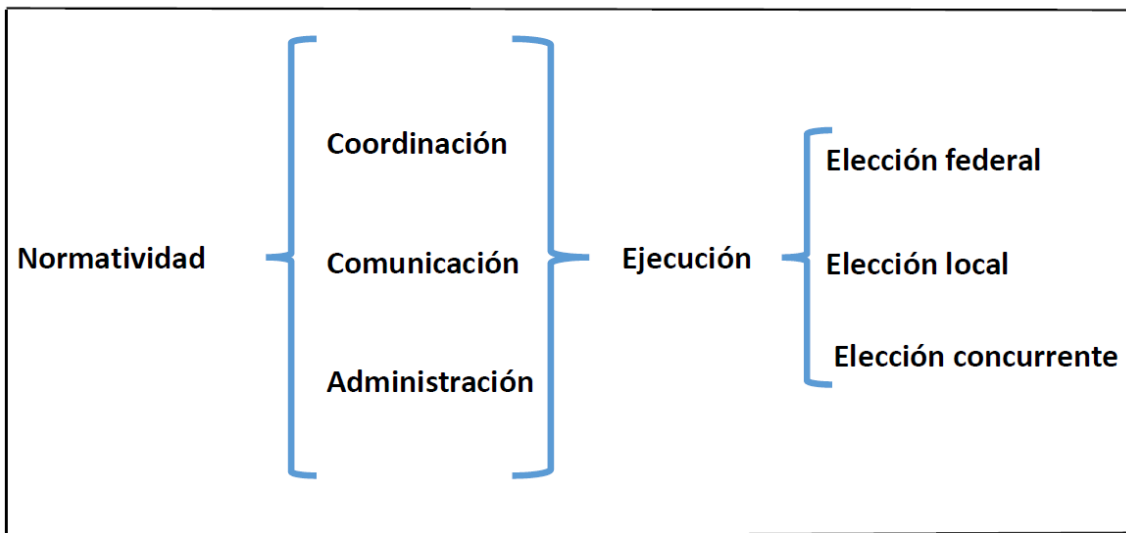 Normatividad
Coordinación
Comunicación
Administración
Ejecución
Elección federal
Elección local
Elección concurrente